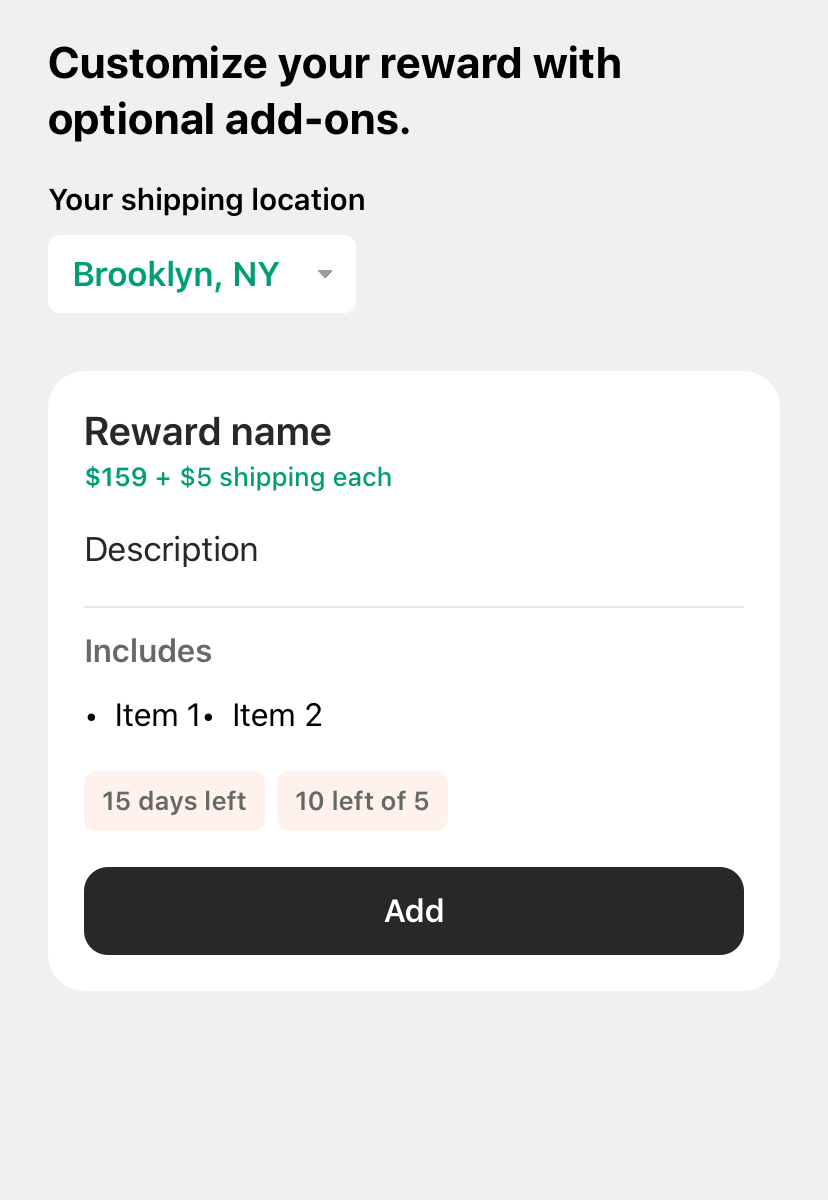 Customize your reward with
optional add-ons.
Your shipping location
Brooklyn, NY
Reward name
$159 + $5 shipping each
Description
Includes
• Item 1• Item 2
15 days left 10 left of 5
Add